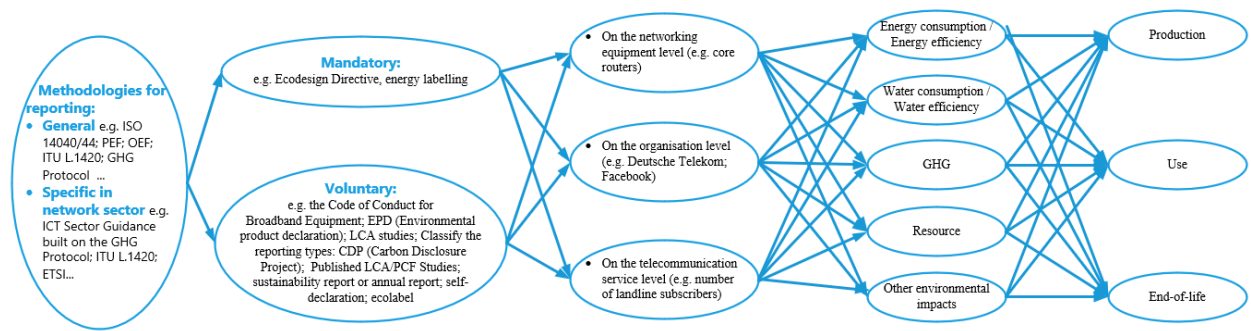 Methodologies for
reporting:
• General e.g. ISO
14040/44; PEF; OEF;
ITU L.1420; GHG
Protocol ...
• Specific in
network sector e.g.
ICT Sector Guidance
built on the GHG
Protocol; ITU L.1420;
ETSI...
Mandatory:
e.g. Ecodesign Directive, energy labelling
Voluntary:
e.g. the Code of Conduct for
Broadband Equipment; EPD (Environmental
product declaration); LCA studies; Classify the
reporting types: CDP (Carbon Disclosure
Project); Published LCA/PCF Studies;
sustainability report or annual report; self-
declaration; ecolabel
• On the networking
equipment level (e.g. core
routers)
• On the organisation level
(e.g. Deutsche Telekom;
Facebook)
• On the telecommunication
service level (e.g. number
of landline subscribers)
Energy consumption /
Energy efficiency
Water consumption /
Water efficiency
GHG
Resource
Other environmental
impacts
Production
Use
End-of-life